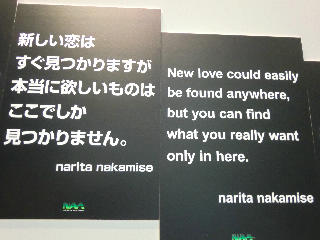 新しい恋は
すぐ見つかりますが
本当に欲しいものは
ここでしか
見つかりません。
narita nakamise
NAA
New love could easily
be found anywhere,
but you can find
what you really want
only in here.
narita nakamise
NAA